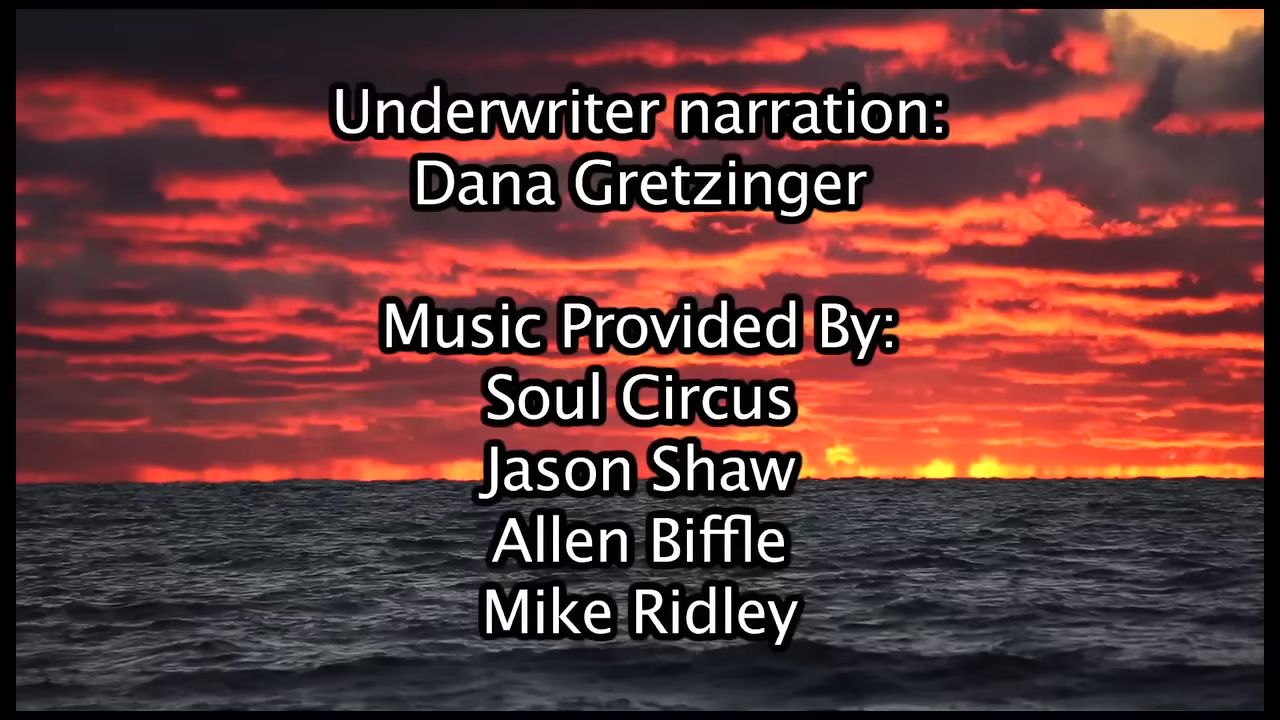 Underwriter narration:
Dana Gretzinger
Music Provided By:
Soul Circus
Jason Shaw
Allen Biffle
Mike Ridley